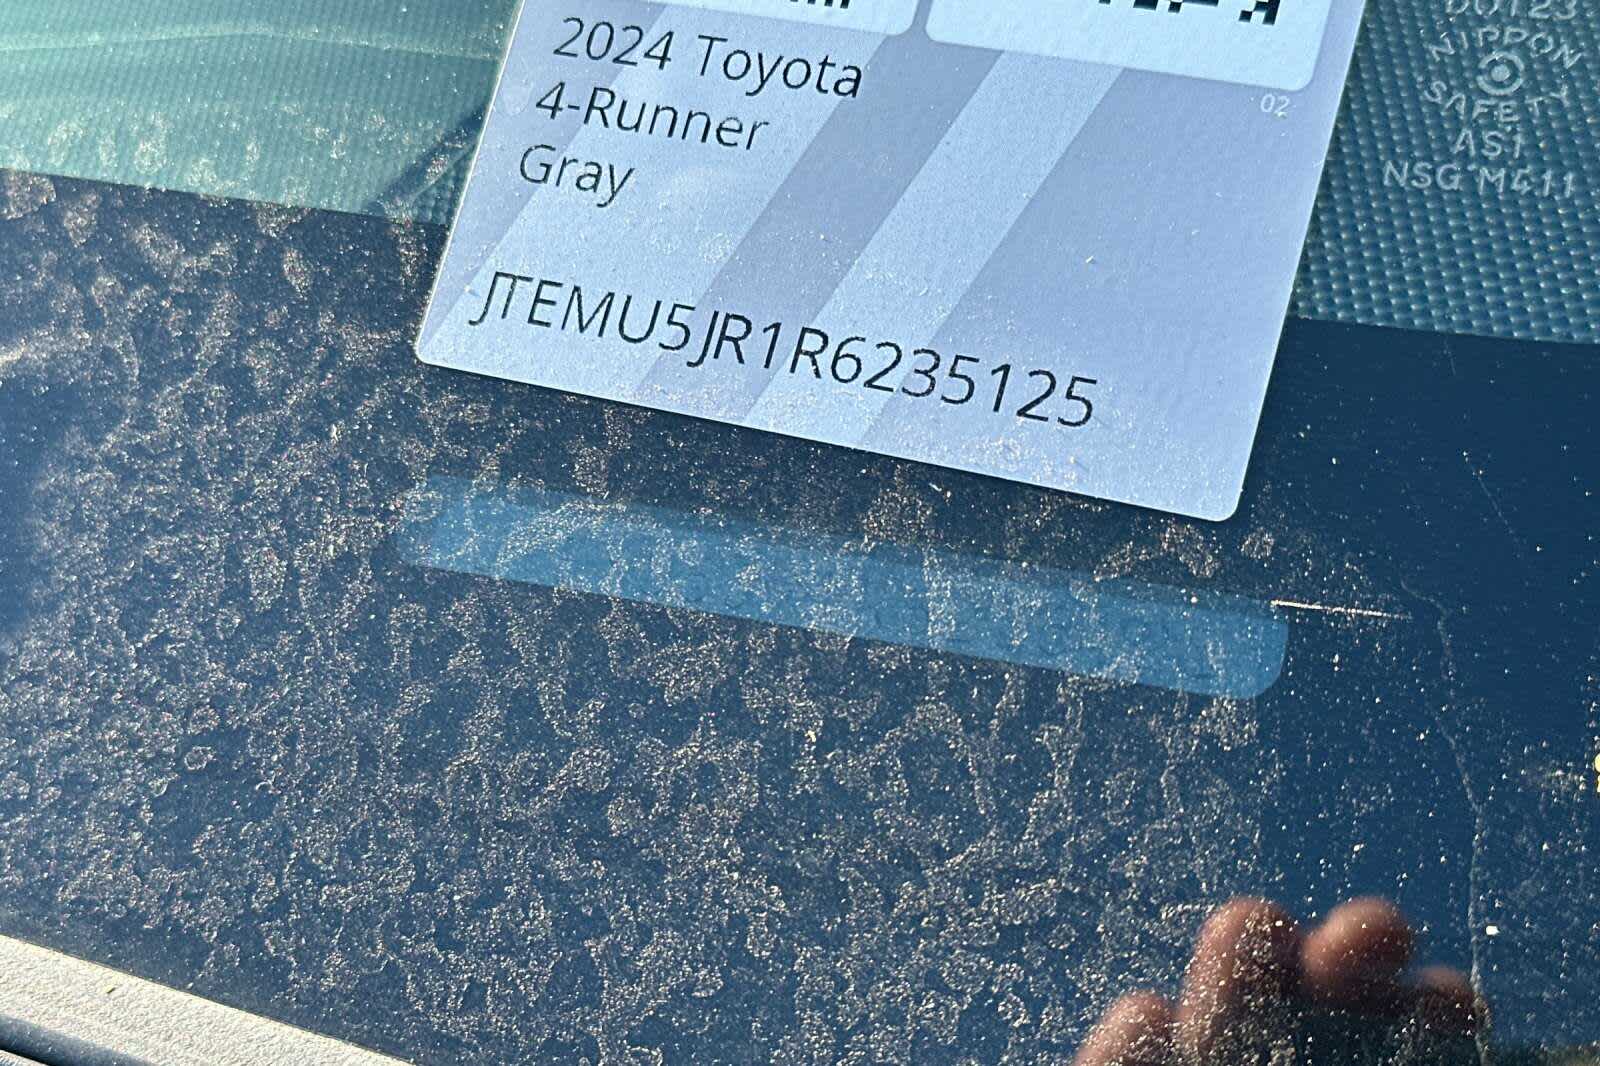 2024 Toyota
4-Runner
Gray
02
JTEMU5JR1R6235125
NIPPON
SAFETY
AS1
NSG M411